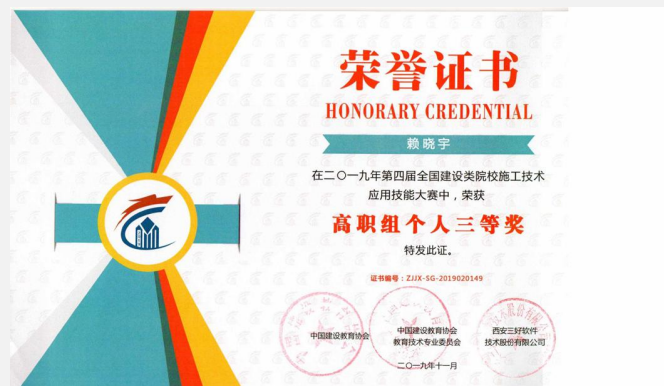 荣誉证书
HONORARY CREDENTIAL
赖晓宇
在二〇一九年第四届全国建设类院校施工技术
应用技能大赛中，荣获
高职组个人三等奖
特发此证。
证书编号：ZJJX-SG-2019020149
中国建设教育协会
中国建设教育协会
教育技术专业委员会
西安三好软件
技术股份有限公司
二〇一九年十一月